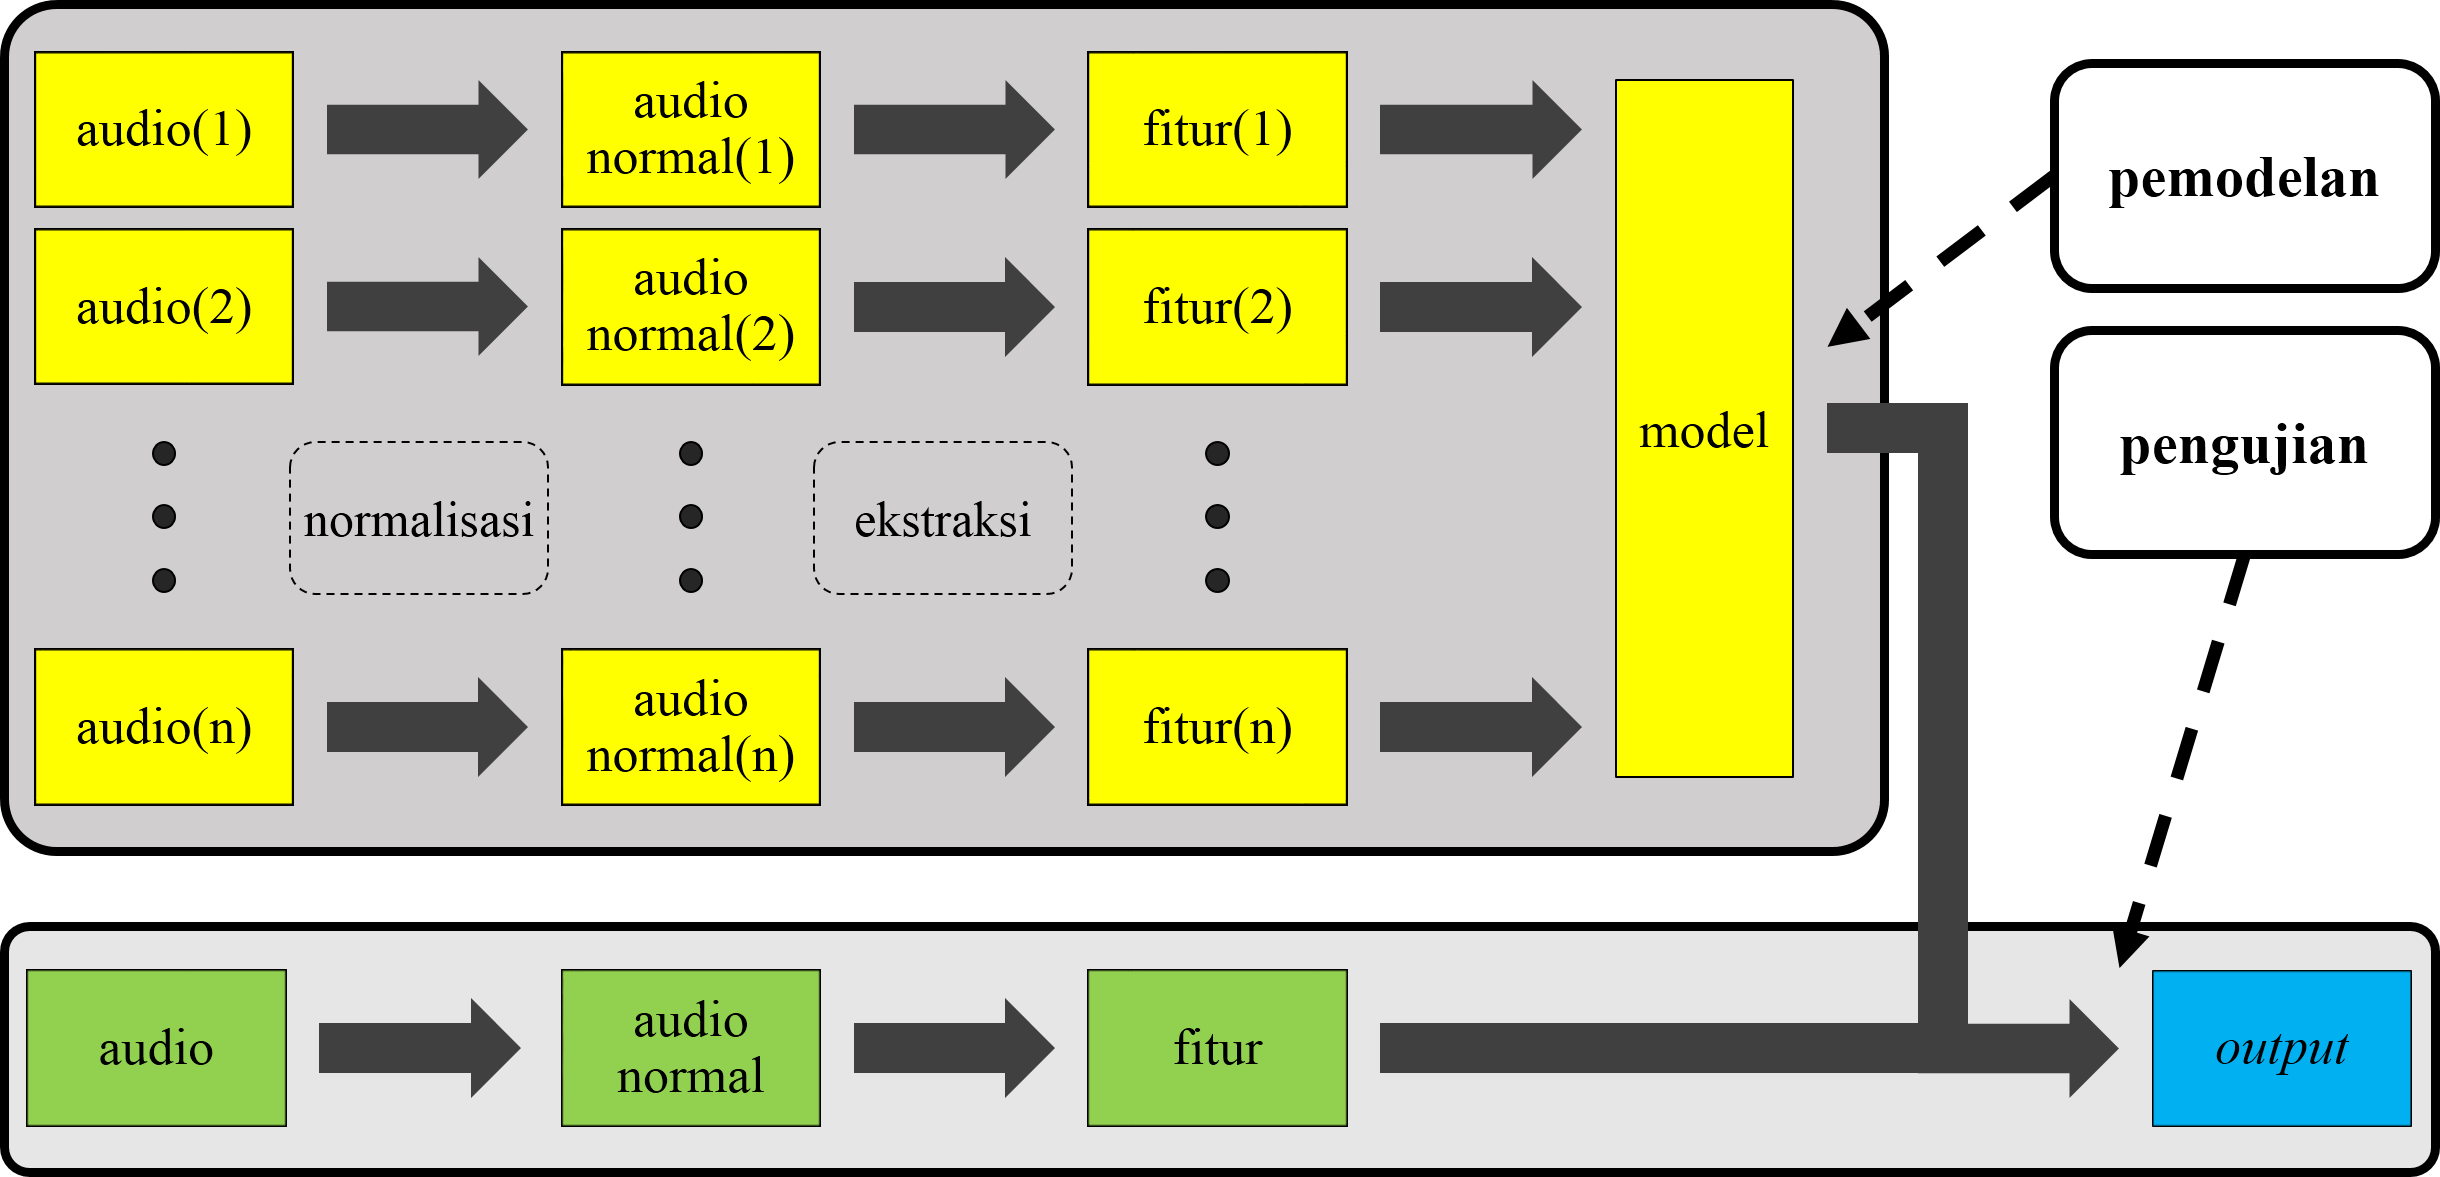 audio(1)
audio
normal(1)
fitur(1)
pemodelan
audio(2)
audio
normal(2)
fitur(2)
model
pengujian
normalisasi
ekstraksi
audio(n)
audio
normal(n)
fitur(n)
audio
audio
normal
fitur
output